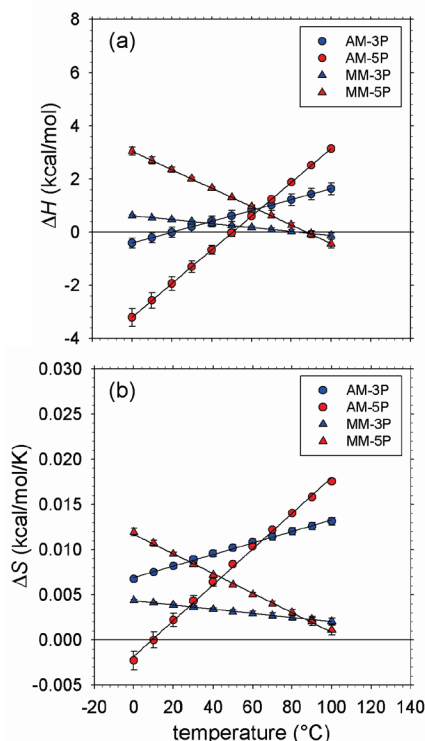 (a)
AM-3P
AM-5P
MM-3P
MM-5P
8
6
4
2
0
-2
-4
ΔH (kcal/mol)
(b)
AM-3P
AM-5P
MM-3P
MM-5P
0.030
0.025
0.020
0.015
0.010
0.005
0.000
-0.005
ΔS (kcal/mol/K)
-20 0 20 40 60 80 100 120 140
temperature (°C)